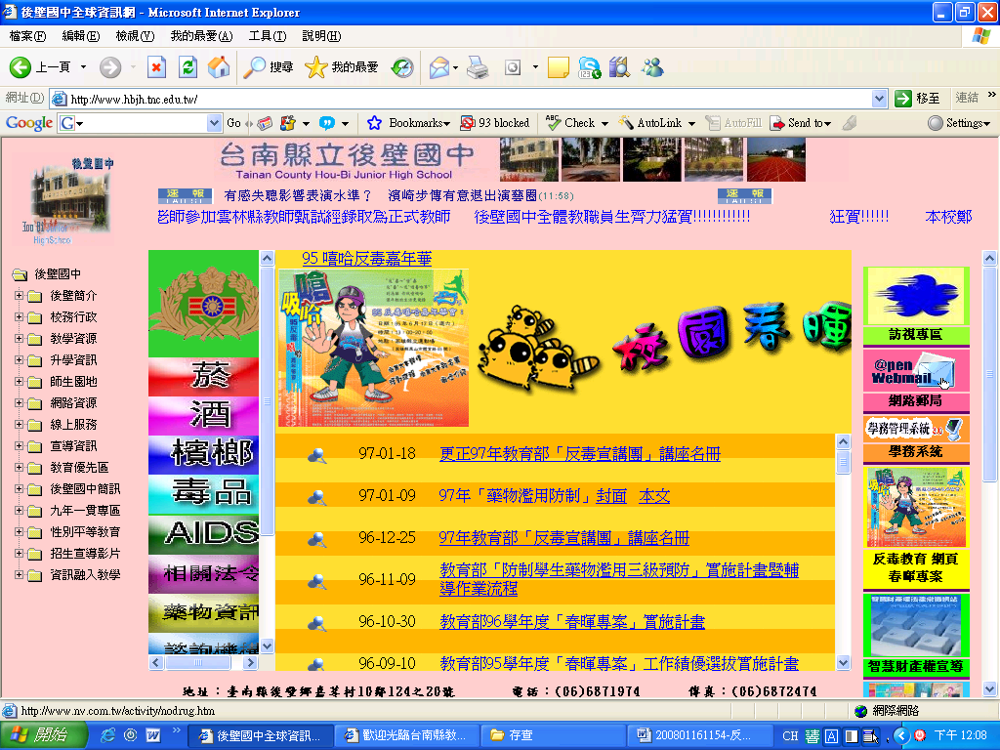 後壁國中全球資訊網 - Microsoft Internet Explorer
檔案(F) 編輯(E) 檢視(V) 我的最愛(A) 工具(T) 說明(H)
上一頁 搜尋 我的最愛
網址(D) http://www.hbjh.tnc.edu.tw/ 移至 連結 »
Google G Go Bookmarks 93 blocked Check AutoLink AutoFill Send to Settings
後壁國中
Hou Bi Junior
HighSchool
台南縣立後壁國中
Tainan County Hou-Bi Junior High School
速 報 有感失聰影響表演水準？ 濱崎步傳有意退出演藝圈(11:58) 速 報
老師參加雲林縣教師甄試經錄取為正式教師 後壁國中全體教職員生齊力猛賀!!!!!!!!!!!! 狂賀!!!!!! 本校鄭
後壁國中
後壁簡介
校務行政
教學資源
升學資訊
師生園地
網路資源
線上服務
宣導資訊
教育優先區
後壁國中簡訊
九年一貫專區
性別平等教育
招生宣導影片
資訊融入教學
菸
酒
檳榔
毒品
AIDS
相關法令
藥物資訊
諮詢機構
95 嘻哈反毒嘉年華
校園春暉
97-01-18 更正97年教育部「反毒宣講團」講座名冊
97-01-09 97年「藥物濫用防制」封面 本文
96-12-25 97年教育部「反毒宣講團」講座名冊
96-11-09 教育部「防制學生藥物濫用三級預防」實施計畫暨輔
導作業流程
96-10-30 教育部96學年度「春暉專案」實施計畫
96-09-10 教育部95學年度「春暉專案」工作績優選拔實施計畫
訪視專區
@pen
Webmail
網路郵局
學務管理系統 2.0
學務系統
反毒教育 網頁
春暉專案
智慧財產權宣導
地址：臺南縣後壁鄉嘉苳村10鄰124之20號 電話：(06)6871974 傳真：(06)6872474
http://www.nv.com.tw/activity/nodrug.htm 網際網路
開始 後壁國中全球資訊... 歡迎光臨台南縣教... 存查 200801161154-反... CH 下午 12:08